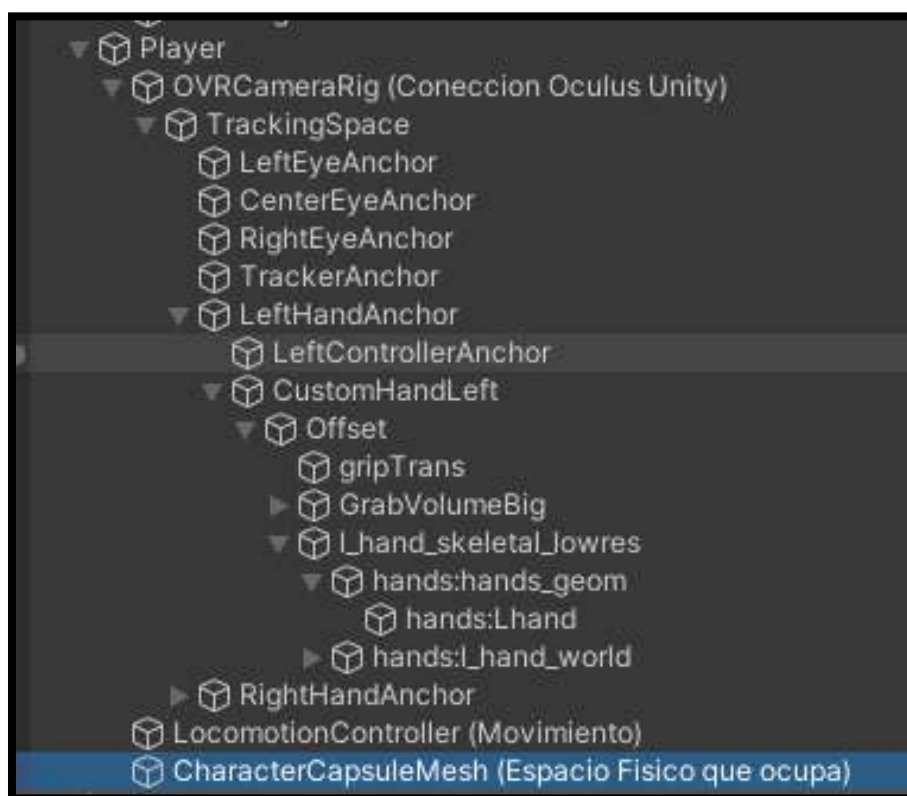 Player
OVRCameraRig (Coneccion Oculus Unity)
TrackingSpace
LeftEyeAnchor
CenterEyeAnchor
RightEyeAnchor
TrackerAnchor
LeftHandAnchor
LeftControllerAnchor
CustomHandLeft
Offset
gripTrans
GrabVolumeBig
l_hand_skeletal_lowres
hands:hands_geom
hands:Lhand
hands:l_hand_world
RightHandAnchor
LocomotionController (Movimiento)
CharacterCapsuleMesh (Espacio Fisico que ocupa)